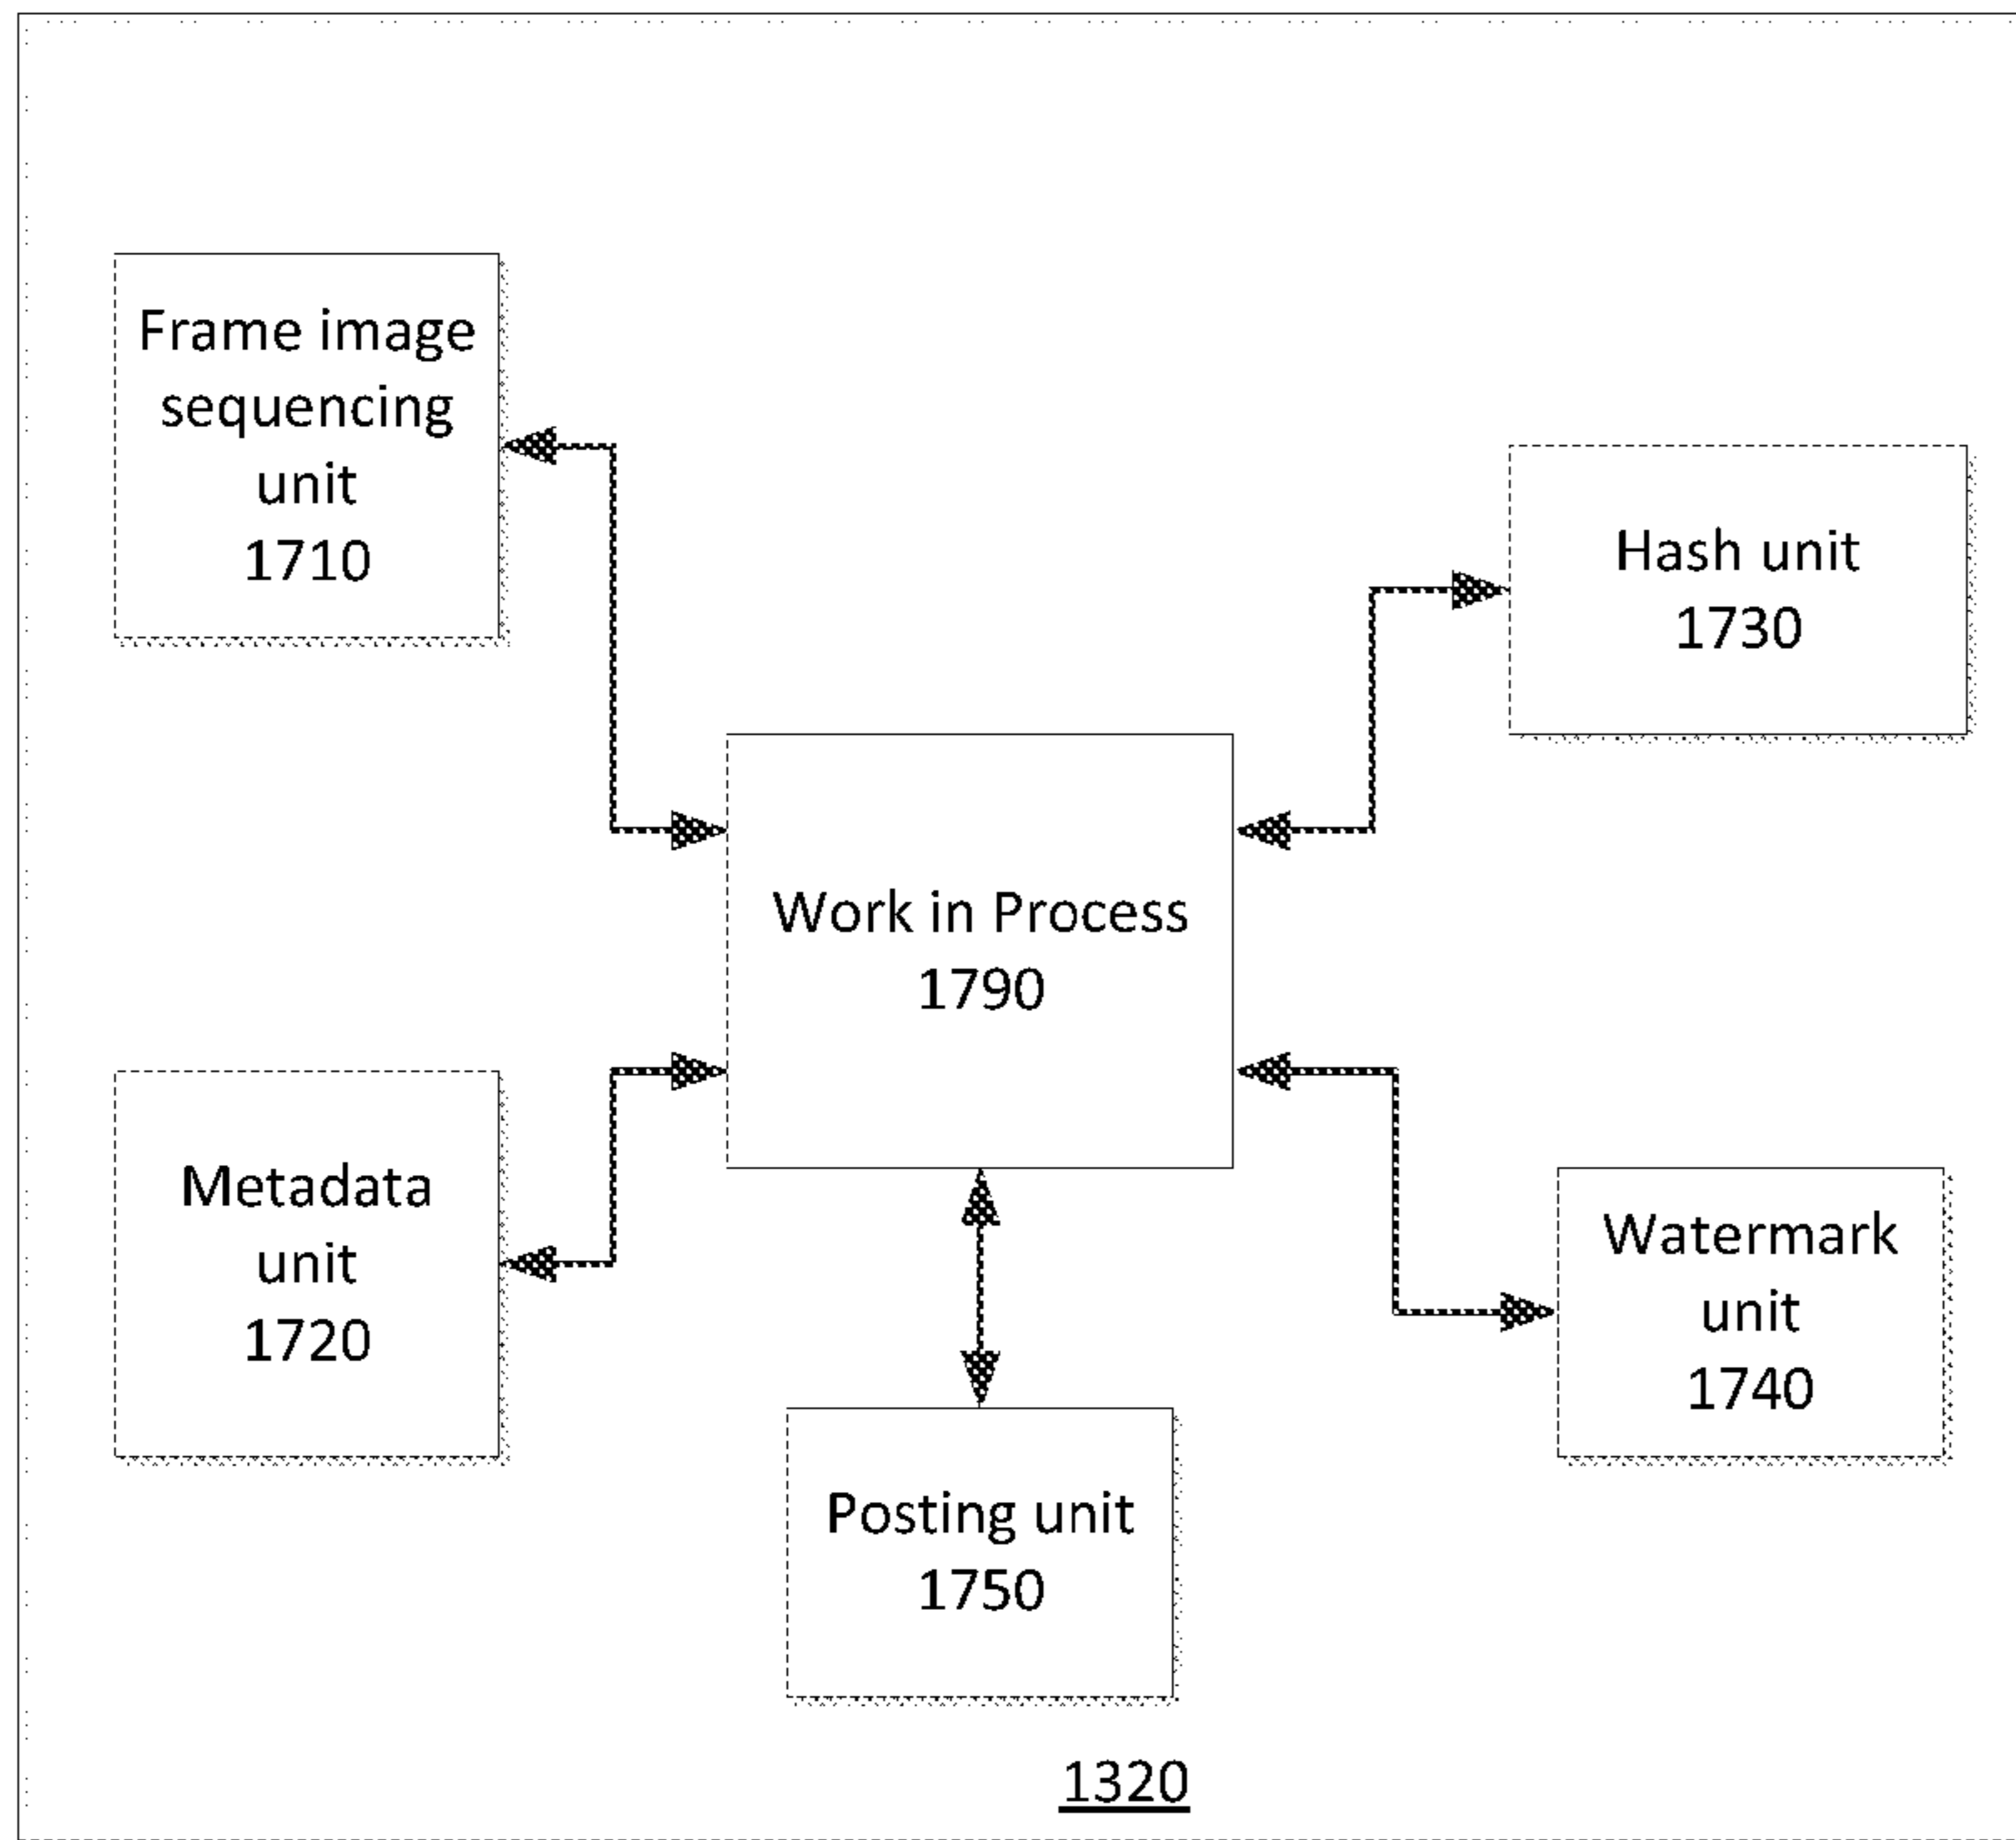 Frame image
sequencing
unit
1710
Hash unit
1730
Work in Process
1790
Metadata
unit
1720
Watermark
unit
1740
Posting unit
1750
1320